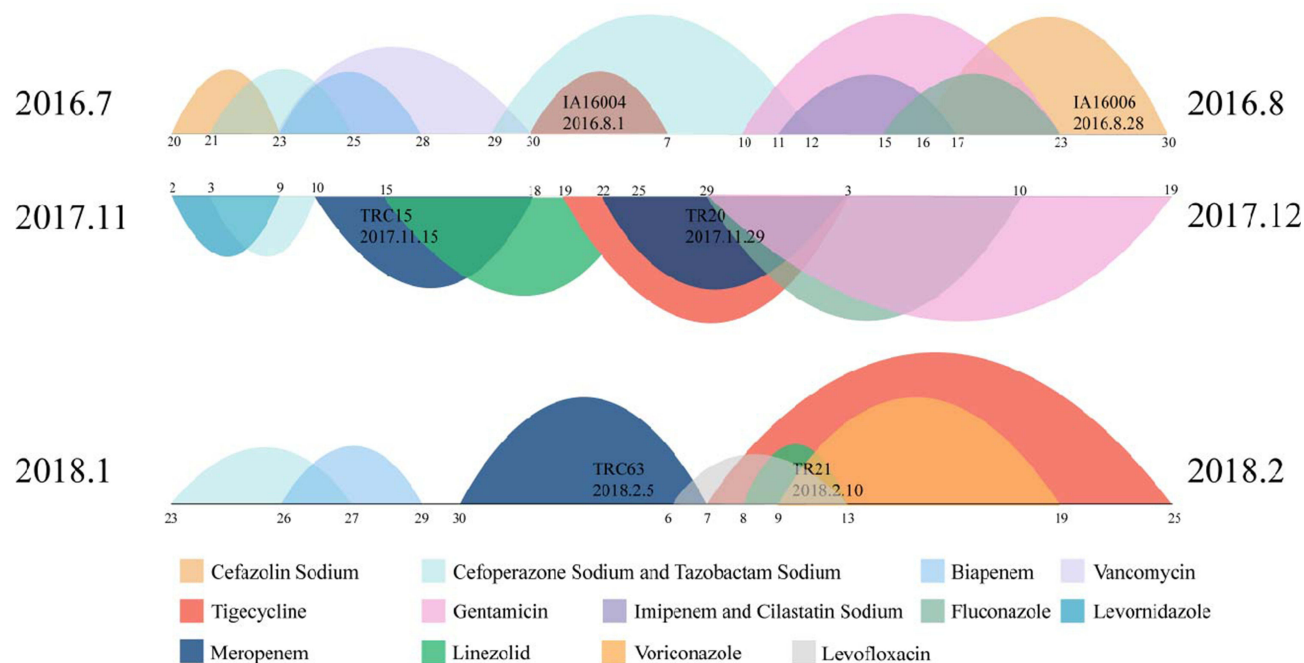 2016.7
2016.8
IA16004
2016.8.1
IA16006
2016.8.28
20 21 23 25 28 29 30 7 10 11 12 15 16 17 23 30
2 3 9 10 15 18 19 22 25 29 3 10 19
2017.11
2017.12
TRC15
2017.11.15
TR20
2017.11.29
2018.1
2018.2
TRC63
2018.2.5
TR21
2018.2.10
23 26 27 29 30 6 7 8 9 13 19 25
Cefazolin Sodium Cefoperazone Sodium and Tazobactam Sodium Biapenem Vancomycin
Tigecycline Gentamicin Imipenem and Cilastatin Sodium Fluconazole Levornidazole
Meropenem Linezolid Voriconazole Levofloxacin